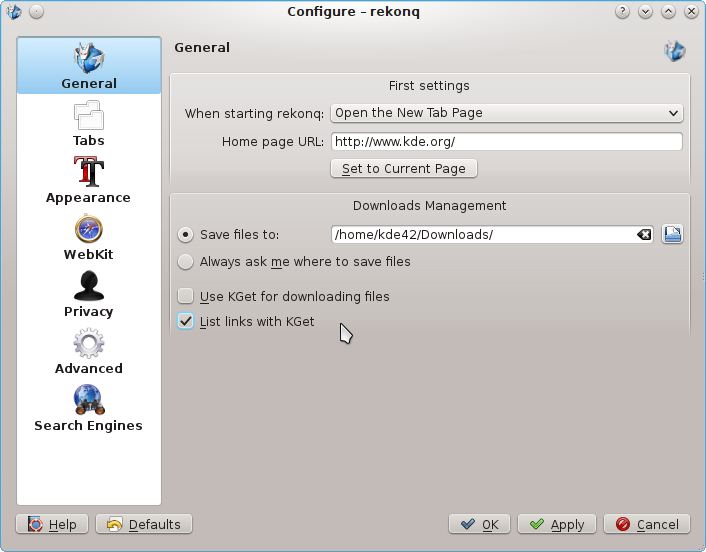 Configure – rekonq
General
Tabs
Appearance
WebKit
Privacy
Advanced
Search Engines
General
First settings
When starting rekonq: Open the New Tab Page
Home page URL: http://www.kde.org/
Set to Current Page
Downloads Management
Save files to: /home/kde42/Downloads/
Always ask me where to save files
Use KGet for downloading files
List links with KGet
Help Defaults OK Apply Cancel